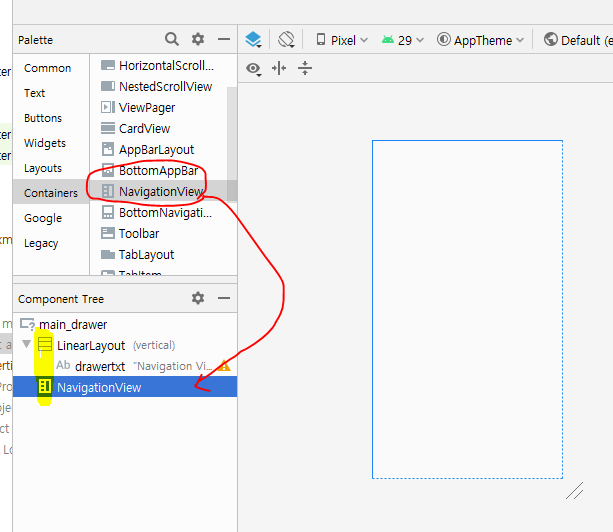 Palette
Pixel
29
AppTheme
Default (e
Common
Text
Buttons
Widgets
Layouts
Containers
Google
Legacy
HorizontalScroll...
NestedScrollView
ViewPager
CardView
AppBarLayout
BottomAppBar
NavigationView
BottomNavigati...
Toolbar
TabLayout
TabItem
Component Tree
main_drawer
LinearLayout (vertical)
Ab drawertxt "Navigation Vi...
NavigationView